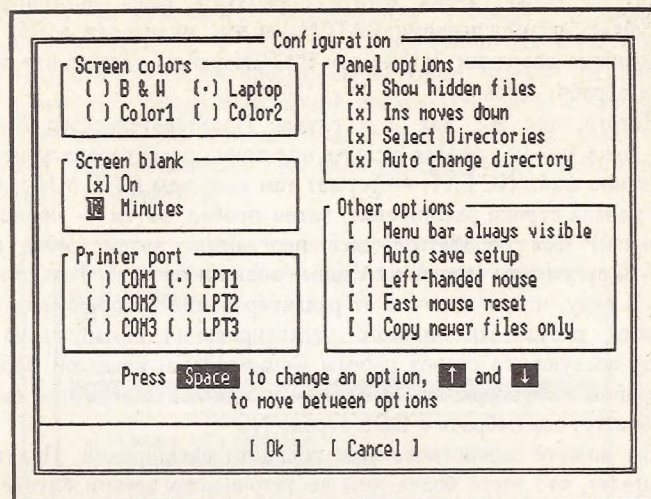 Configuration
Screen colors
( ) B & W (·) Laptop
( ) Color1 ( ) Color2
Screen blank
[x] On
Minutes
Printer port
( ) COM1 (·) LPT1
( ) COM2 ( ) LPT2
( ) COM3 ( ) LPT3
Panel options
[x] Show hidden files
[x] Ins moves down
[x] Select Directories
[x] Auto change directory
Other options
[ ] Menu bar always visible
[ ] Auto save setup
[ ] Left-handed mouse
[ ] Fast mouse reset
[ ] Copy newer files only
Press Space to change an option, ↑ and ↓
to move between options
[ Ok ] [ Cancel ]